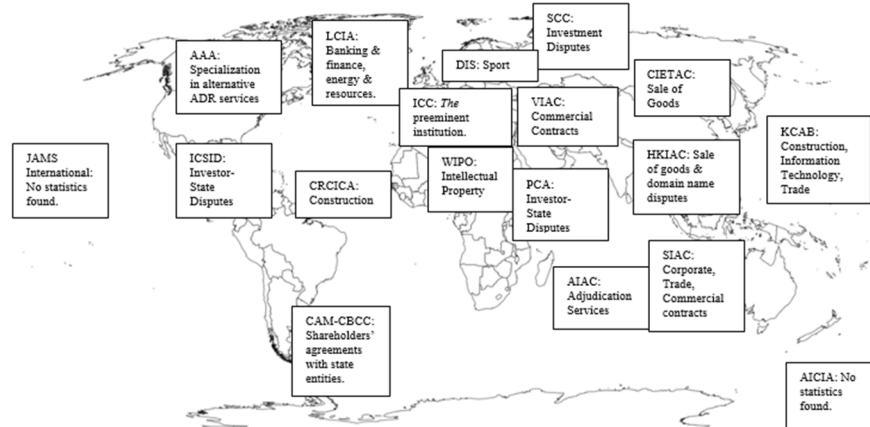 SCC:
Investment
Disputes
LCIA:
Banking &
finance,
energy &
resources.
AAA:
Specialization
in alternative
ADR services
DIS: Sport
CIETAC:
Sale of
Goods
ICC: The
preeminent
institution.
VIAC:
Commercial
Contracts
KCAB:
Construction,
Information
Technology,
Trade
JAMS
International:
No statistics
found.
ICSID:
Investor-
State
Disputes
CRCICA:
Construction
WIPO:
Intellectual
Property
PCA:
Investor-
State
Disputes
HKIAC: Sale
of goods &
domain name
disputes
AIAC:
Adjudication
Services
SIAC:
Corporate,
Trade,
Commercial
contracts
CAM-CBCC:
Shareholders’
agreements
with state
entities.
AICIA: No
statistics
found.